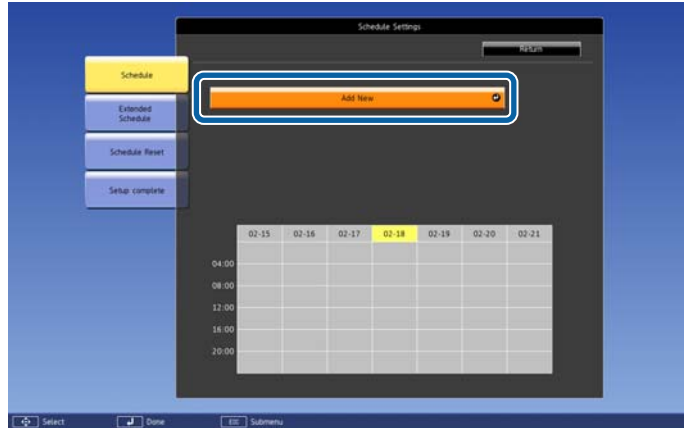 Schedule Settings
Return
Schedule
Add New
Extended
Schedule
Schedule Reset
Setup complete
02-15 02-16 02-17 02-18 02-19 02-20 02-21
04:00
08:00
12:00
16:00
20:00
Select Done ESC Submenu